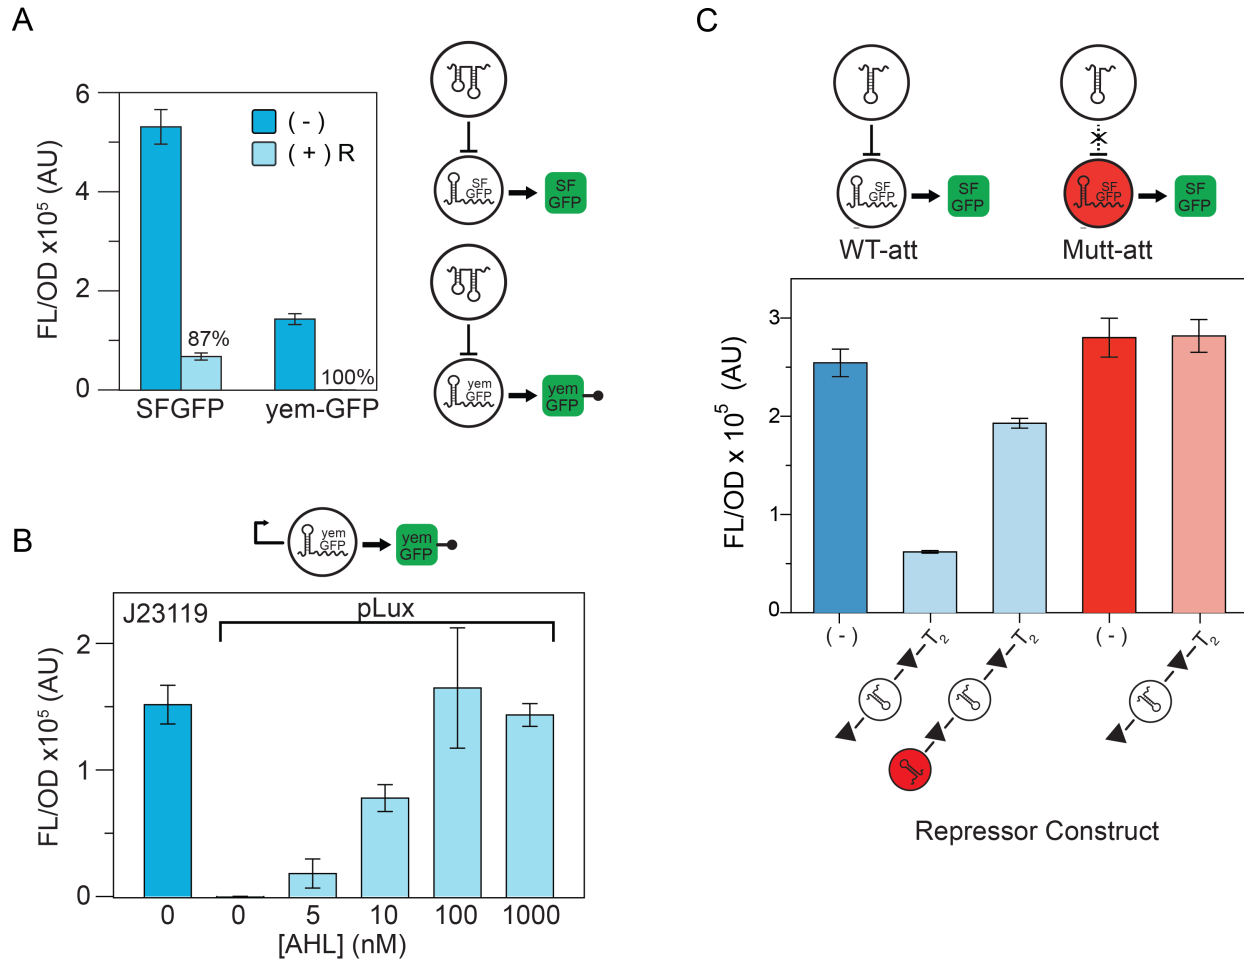 A
6
4
2
0
FL/OD x10⁵ (AU)
( - )
( + ) R
87%
100%
SFGFP
yem-GFP
SF
GFP
SF
GFP
yem
GFP
yem
GFP
B
yem
GFP
yem
GFP
J23119
pLux
2
1
0
FL/OD x10⁵ (AU)
0
0
5
10
100
1000
[AHL] (nM)
C
SF
GFP
SF
GFP
SF
GFP
SF
GFP
WT-att
Mutt-att
3
2
1
0
FL/OD x 10⁵ (AU)
( - )
T₂
T₂
( - )
T₂
Repressor Construct